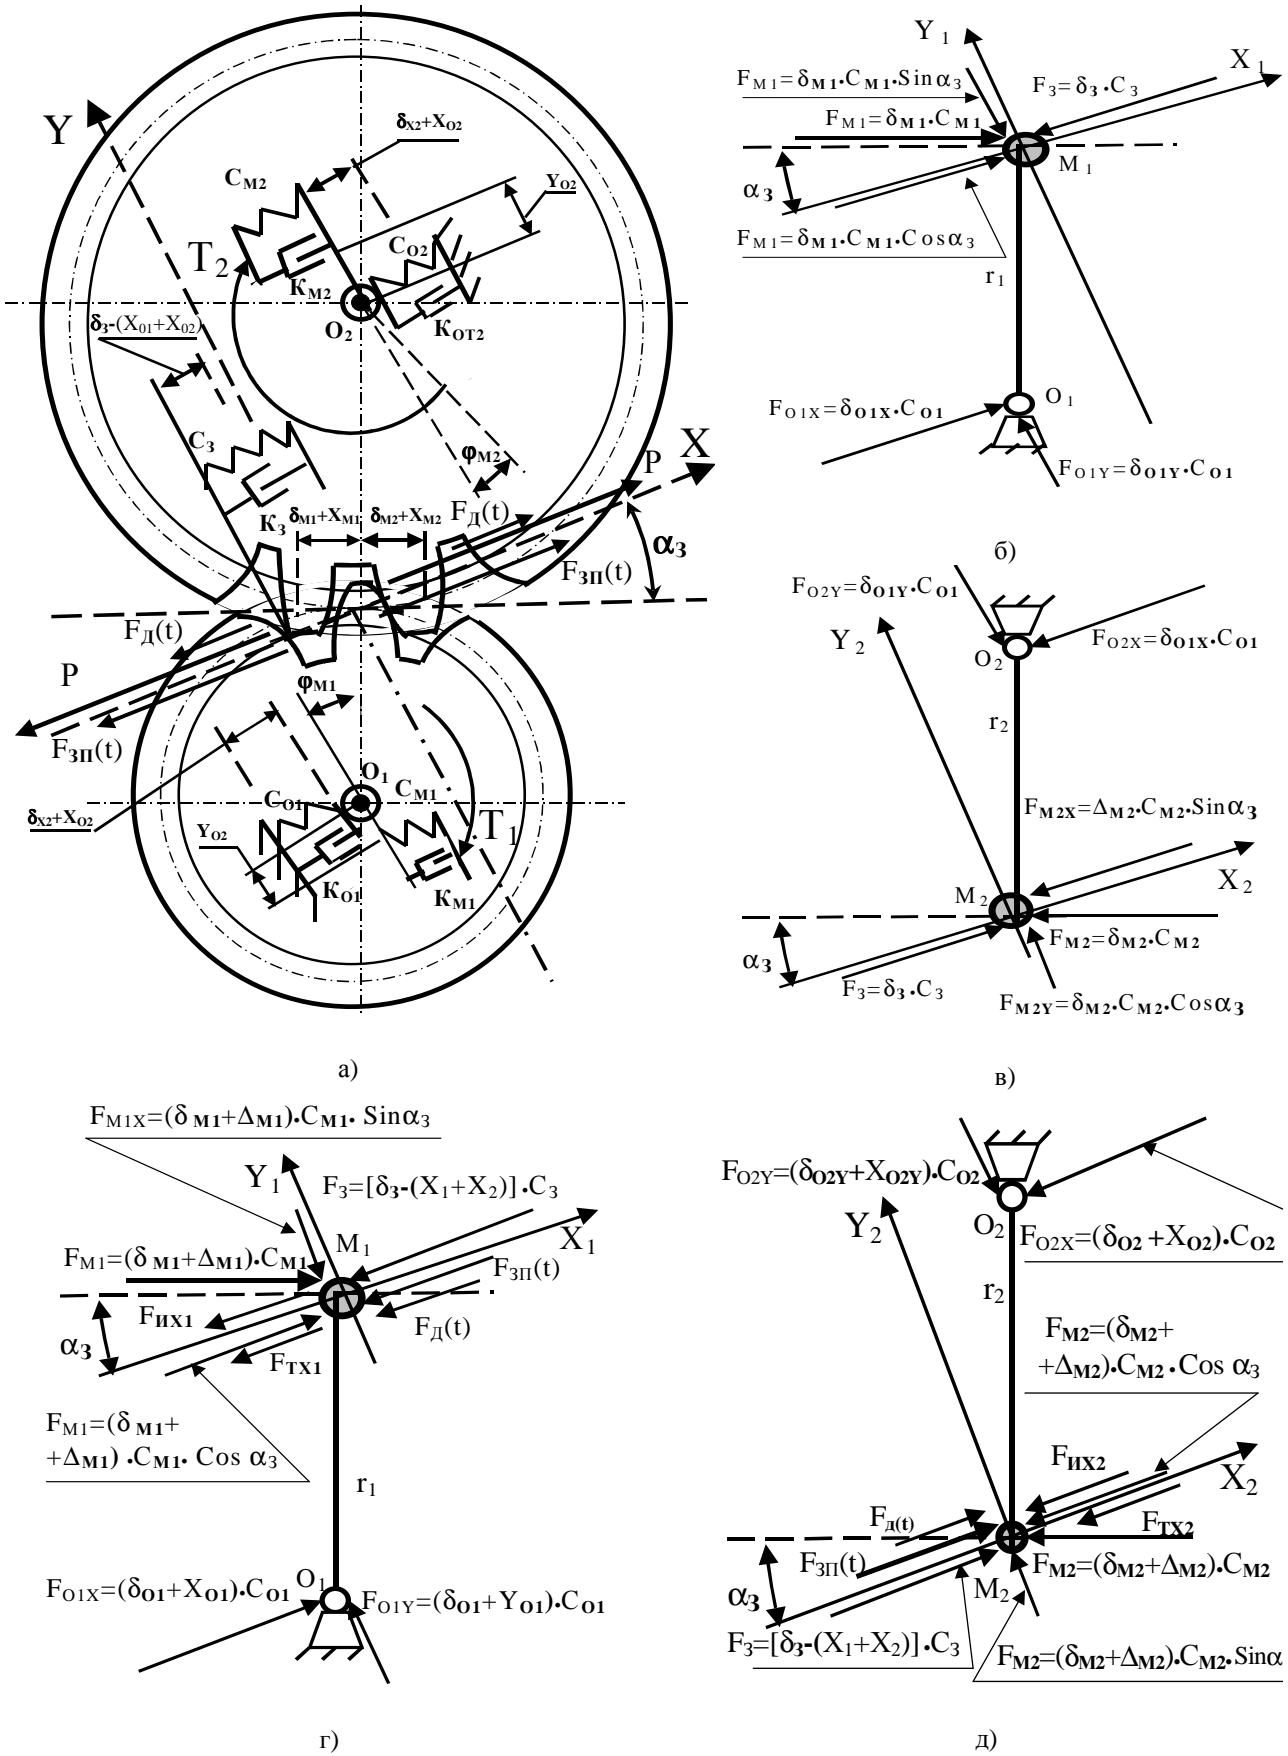 Y
δX2+XO2
CM2
YO2
T2
CO2
KM2
O2
KОТ2
δ3-(X01+X02)
C3
φM2
X
P
K3
δM1+XM1
δM2+XM2
FД(t)
α3
FЗП(t)
FД(t)
P
φM1
FЗП(t)
O1
CO1
CM1
δX2+XO2
YO2
T1
KO1
KM1
а)
Y1
X1
FM1=δM1·CM1·Sinα3
F3=δ3·C3
FM1=δM1·CM1
M1
α3
FM1=δM1·CM1·Cosα3
r1
FO1X=δO1X·CO1
O1
FO1Y=δO1Y·CO1
б)
FO2Y=δO1Y·CO1
Y2
O2
FO2X=δO1X·CO1
r2
FM2X=ΔM2·CM2·Sinα3
X2
M2
FM2=δM2·CM2
α3
F3=δ3·C3
FM2Y=δM2·CM2·Cosα3
в)
FM1X=(δM1+ΔM1)·CM1·Sinα3
Y1
F3=[δ3-(X1+X2)]·C3
M1
X1
FM1=(δM1+ΔM1)·CM1
FЗП(t)
FИX1
FД(t)
α3
FTX1
FM1=(δM1+
+ΔM1)·CM1·Cos α3
r1
FO1X=(δO1+XO1)·CO1
O1
FO1Y=(δO1+YO1)·CO1
г)
FO2Y=(δO2Y+XO2Y)·CO2
Y2
O2
FO2X=(δO2+XO2)·CO2
r2
FM2=(δM2+
+ΔM2)·CM2·Cos α3
FИX2
X2
Fд(t)
FTX2
FЗП(t)
FM2=(δM2+ΔM2)·CM2
α3
M2
F3=[δ3-(X1+X2)]·C3
FM2=(δM2+ΔM2)·CM2·Sinα
д)